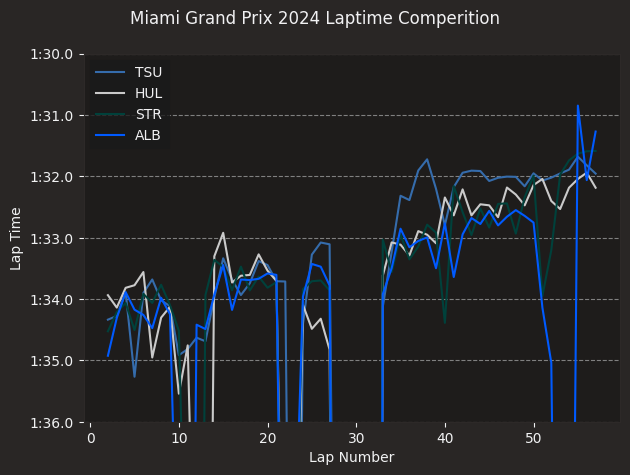 Miami Grand Prix 2024 Laptime Comperition
1:30.0
1:31.0
1:32.0
1:33.0
1:34.0
1:35.0
1:36.0
Lap Time
TSU
HUL
STR
ALB
0 10 20 30 40 50
Lap Number